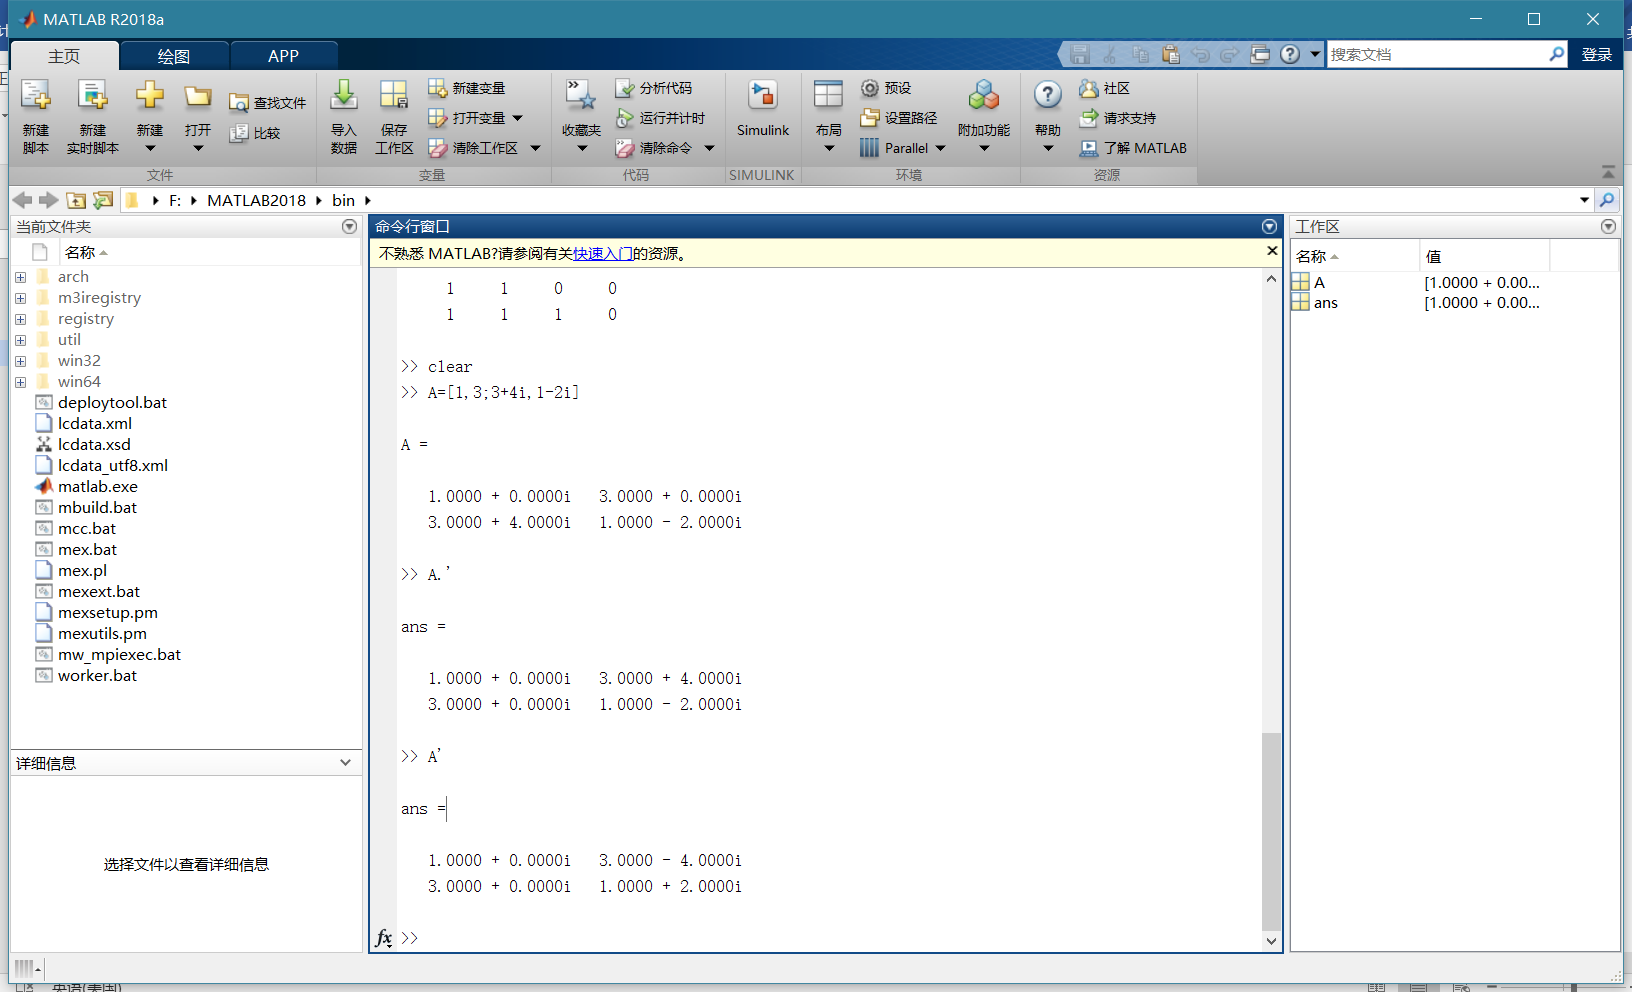 MATLAB R2018a
主页 绘图 APP 搜索文档 登录
新建脚本 新建实时脚本 新建 打开 查找文件 比较
导入数据 保存工作区 新建变量 打开变量 清除工作区
收藏夹 分析代码 运行并计时 清除命令
Simulink
布局 预设 设置路径 Parallel 附加功能
帮助 社区 请求支持 了解 MATLAB
文件 变量 代码 SIMULINK 环境 资源
F: MATLAB2018 bin
当前文件夹
名称
arch
m3iregistry
registry
util
win32
win64
deploytool.bat
lcdata.xml
lcdata.xsd
lcdata_utf8.xml
matlab.exe
mbuild.bat
mcc.bat
mex.bat
mex.pl
mexext.bat
mexsetup.pm
mexutils.pm
mw_mpiexec.bat
worker.bat
详细信息
选择文件以查看详细信息
命令行窗口
不熟悉 MATLAB?请参阅有关快速入门的资源。
1 1 0 0
1 1 1 0
>> clear
>> A=[1,3;3+4i,1-2i]
A =
1.0000 + 0.0000i 3.0000 + 0.0000i
3.0000 + 4.0000i 1.0000 - 2.0000i
>> A.'
ans =
1.0000 + 0.0000i 3.0000 + 4.0000i
3.0000 + 0.0000i 1.0000 - 2.0000i
>> A'
ans =
1.0000 + 0.0000i 3.0000 - 4.0000i
3.0000 + 0.0000i 1.0000 + 2.0000i
fx >>
工作区
名称 值
A [1.0000 + 0.00...
ans [1.0000 + 0.00...
英语(美国)